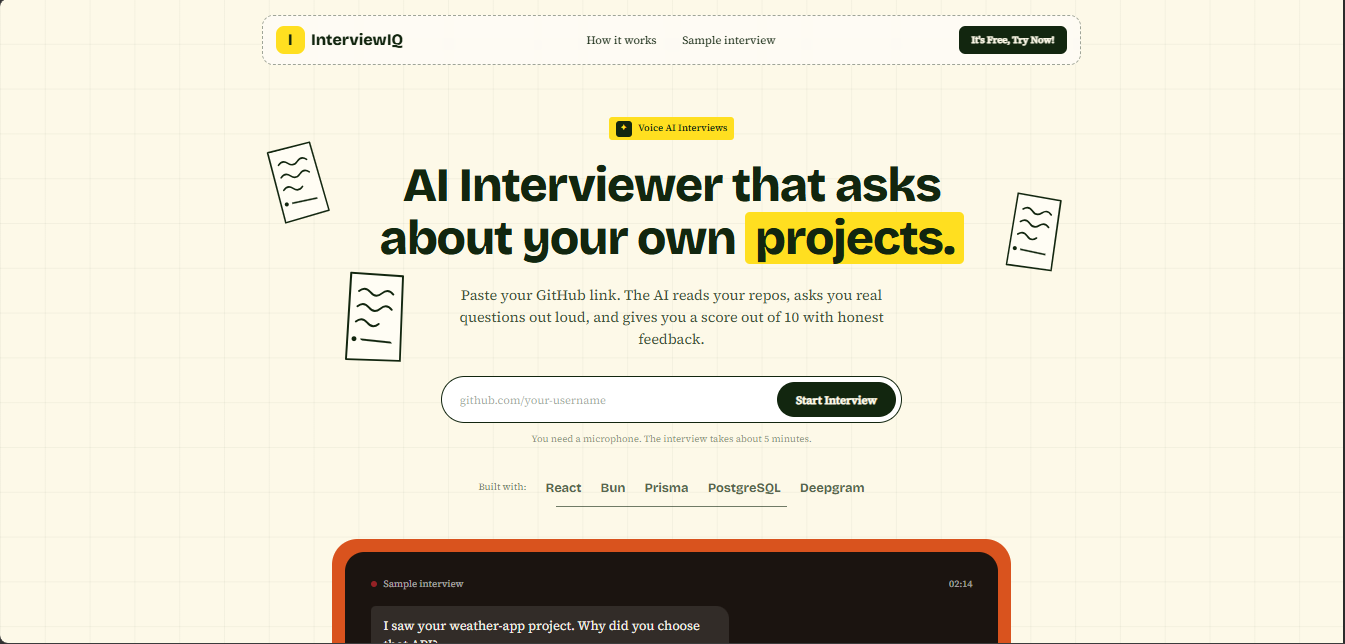 I InterviewIQ How it works Sample interview It's Free, Try Now!
Voice AI Interviews
AI Interviewer that asks
about your own projects.
Paste your GitHub link. The AI reads your repos, asks you real
questions out loud, and gives you a score out of 10 with honest
feedback.
github.com/your-username Start Interview
You need a microphone. The interview takes about 5 minutes.
Built with: React Bun Prisma PostgreSQL Deepgram
Sample interview 02:14
I saw your weather-app project. Why did you choose
that API?